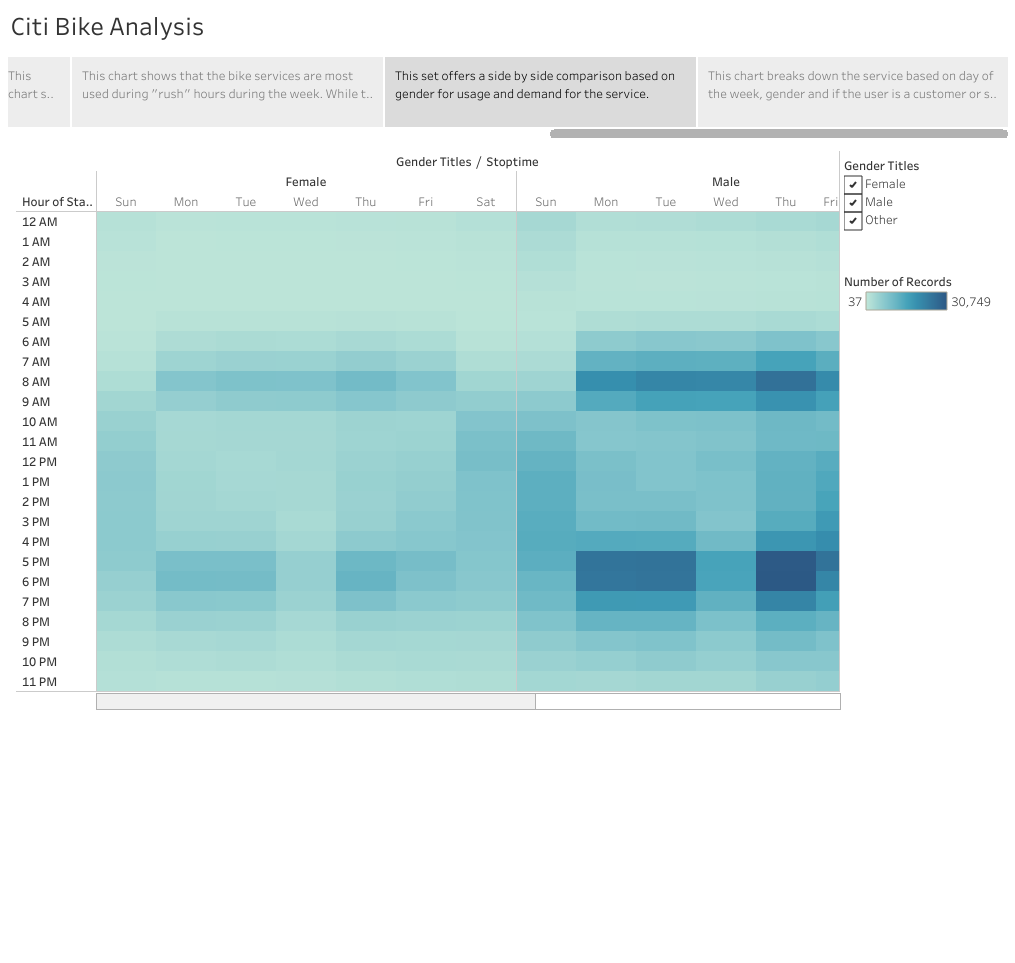 Citi Bike Analysis
This
chart s..
This chart shows that the bike services are most
used during "rush" hours during the week. While t..
This set offers a side by side comparison based on
gender for usage and demand for the service.
This chart breaks down the service based on day of
the week, gender and if the user is a customer or s..
Gender Titles / Stoptime
Female Male
Hour of Sta.. Sun Mon Tue Wed Thu Fri Sat Sun Mon Tue Wed Thu Fri
12 AM
1 AM
2 AM
3 AM
4 AM
5 AM
6 AM
7 AM
8 AM
9 AM
10 AM
11 AM
12 PM
1 PM
2 PM
3 PM
4 PM
5 PM
6 PM
7 PM
8 PM
9 PM
10 PM
11 PM
Gender Titles
Female
Male
Other
Number of Records
37 30,749